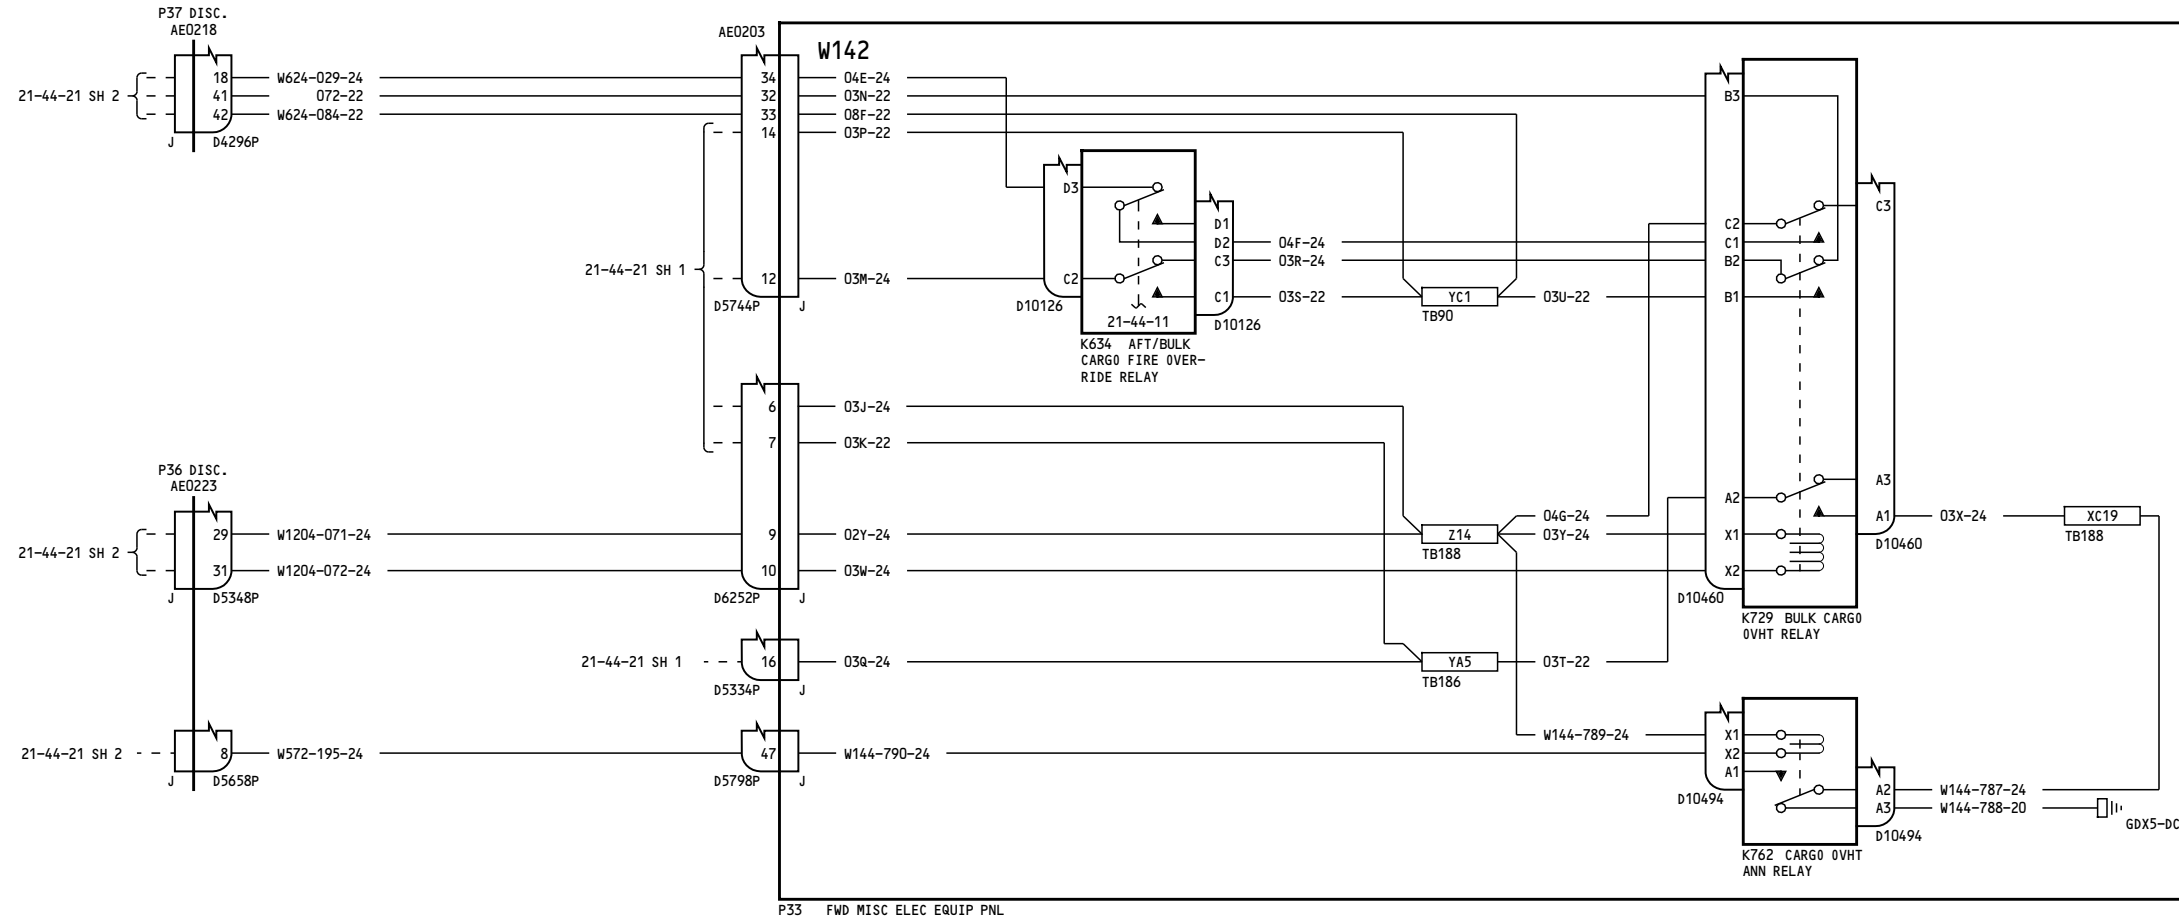 P37 DISC.
AE0218
21-44-21 SH 2
18
41
42
J
D4296P
W624-029-24
072-22
W624-084-22
AE0203
W142
34
32
33
14
12
D5744P
J
21-44-21 SH 1
04E-24
03N-22
08F-22
03P-22
03M-24
D3
C2
D10126
21-44-11
D1
D2
C3
C1
D10126
K634 AFT/BULK
CARGO FIRE OVER-
RIDE RELAY
04F-24
03R-24
03S-22
YC1
TB90
03U-22
B3
C2
C1
B2
B1
A2
X1
X2
D10460
C3
A3
A1
D10460
K729 BULK CARGO
OVHT RELAY
03X-24
XC19
TB188
6
7
9
10
D6252P
J
03J-24
03K-22
02Y-24
03W-24
Z14
TB188
04G-24
03Y-24
P36 DISC.
AE0223
21-44-21 SH 2
29
31
J
D5348P
W1204-071-24
W1204-072-24
21-44-21 SH 1
16
D5334P
J
03Q-24
YA5
TB186
03T-22
21-44-21 SH 2
8
J
D5658P
W572-195-24
47
D5798P
J
W144-790-24
W144-789-24
X1
X2
A1
D10494
A2
A3
D10494
W144-787-24
W144-788-20
GDX5-DC
K762 CARGO OVHT
ANN RELAY
P33 FWD MISC ELEC EQUIP PNL